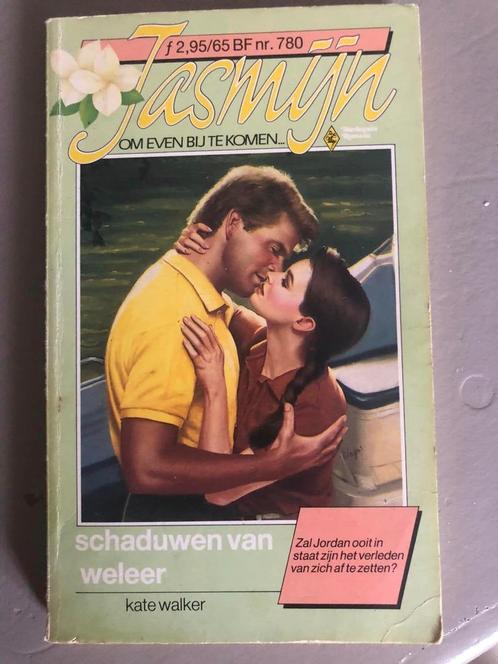 ƒ 2,95/65 BF nr. 780
Jasmijn
OM EVEN BIJ TE KOMEN...
Harlequin
schaduwen van
weleer
kate walker
Zal Jordan ooit in
staat zijn het verleden
van zich af te zetten?